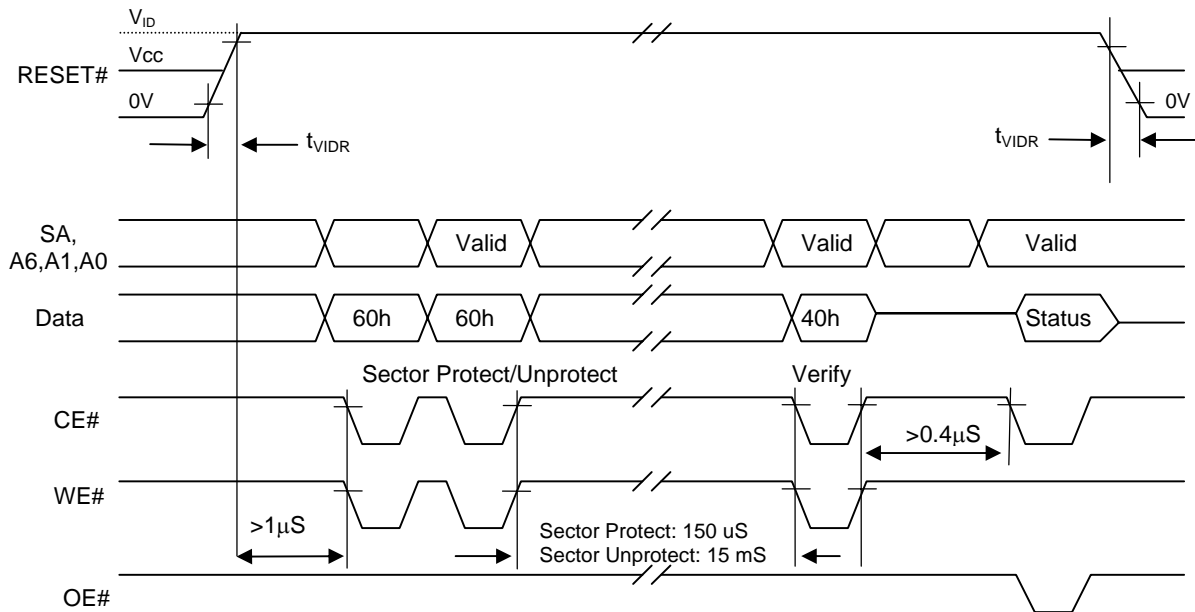 VID
Vcc
RESET#
0V
0V
tVIDR
tVIDR
SA,
A6,A1,A0
Valid
Valid
Valid
Data
60h
60h
40h
Status
Sector Protect/Unprotect
Verify
CE#
>0.4μS
WE#
>1μS
Sector Protect: 150 uS
Sector Unprotect: 15 mS
OE#